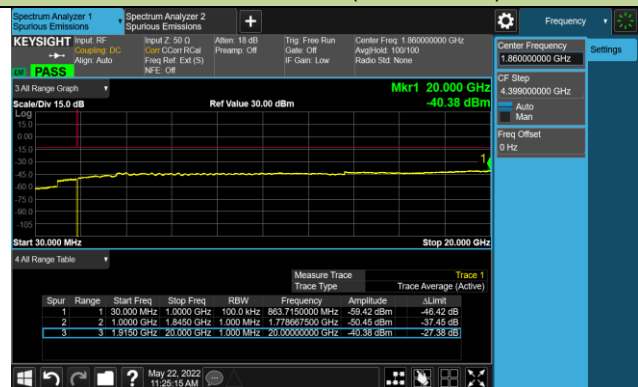 Spectrum Analyzer 1
Spurious Emissions
Spectrum Analyzer 2
Spurious Emissions
Frequency
KEYSIGHT
Input: RF
Coupling: DC
Align: Auto
Input Z: 50 Ω
Corr CCorr RCal
Freq Ref: Ext (S)
NFE: Off
Atten: 18 dB
Preamp: Off
Trig: Free Run
Gate: Off
IF Gain: Low
Center Freq: 1.860000000 GHz
Avg|Hold: 100/100
Radio Std: None
PASS
Center Frequency
1.860000000 GHz
Settings
CF Step
4.399000000 GHz
Auto
Man
Freq Offset
0 Hz
3 All Range Graph
Mkr1 20.000 GHz
Scale/Div 15.0 dB
Ref Value 30.00 dBm
-40.38 dBm
Log
15.0
0.00
-15.0
-30.0
-45.0
-60.0
-75.0
-90.0
-105
1
Start 30.000 MHz
Stop 20.000 GHz
4 All Range Table
Measure Trace
Trace 1
Trace Type
Trace Average (Active)
Spur Range Start Freq Stop Freq RBW Frequency Amplitude ΔLimit
1 1 30.000 MHz 1.0000 GHz 100.0 kHz 863.7150000 MHz -59.42 dBm -46.42 dB
2 2 1.0000 GHz 1.8450 GHz 1.000 MHz 1.778667500 GHz -50.45 dBm -37.45 dB
3 3 1.9150 GHz 20.000 GHz 1.000 MHz 20.00000000 GHz -40.38 dBm -27.38 dB
May 22, 2022
11:25:15 AM